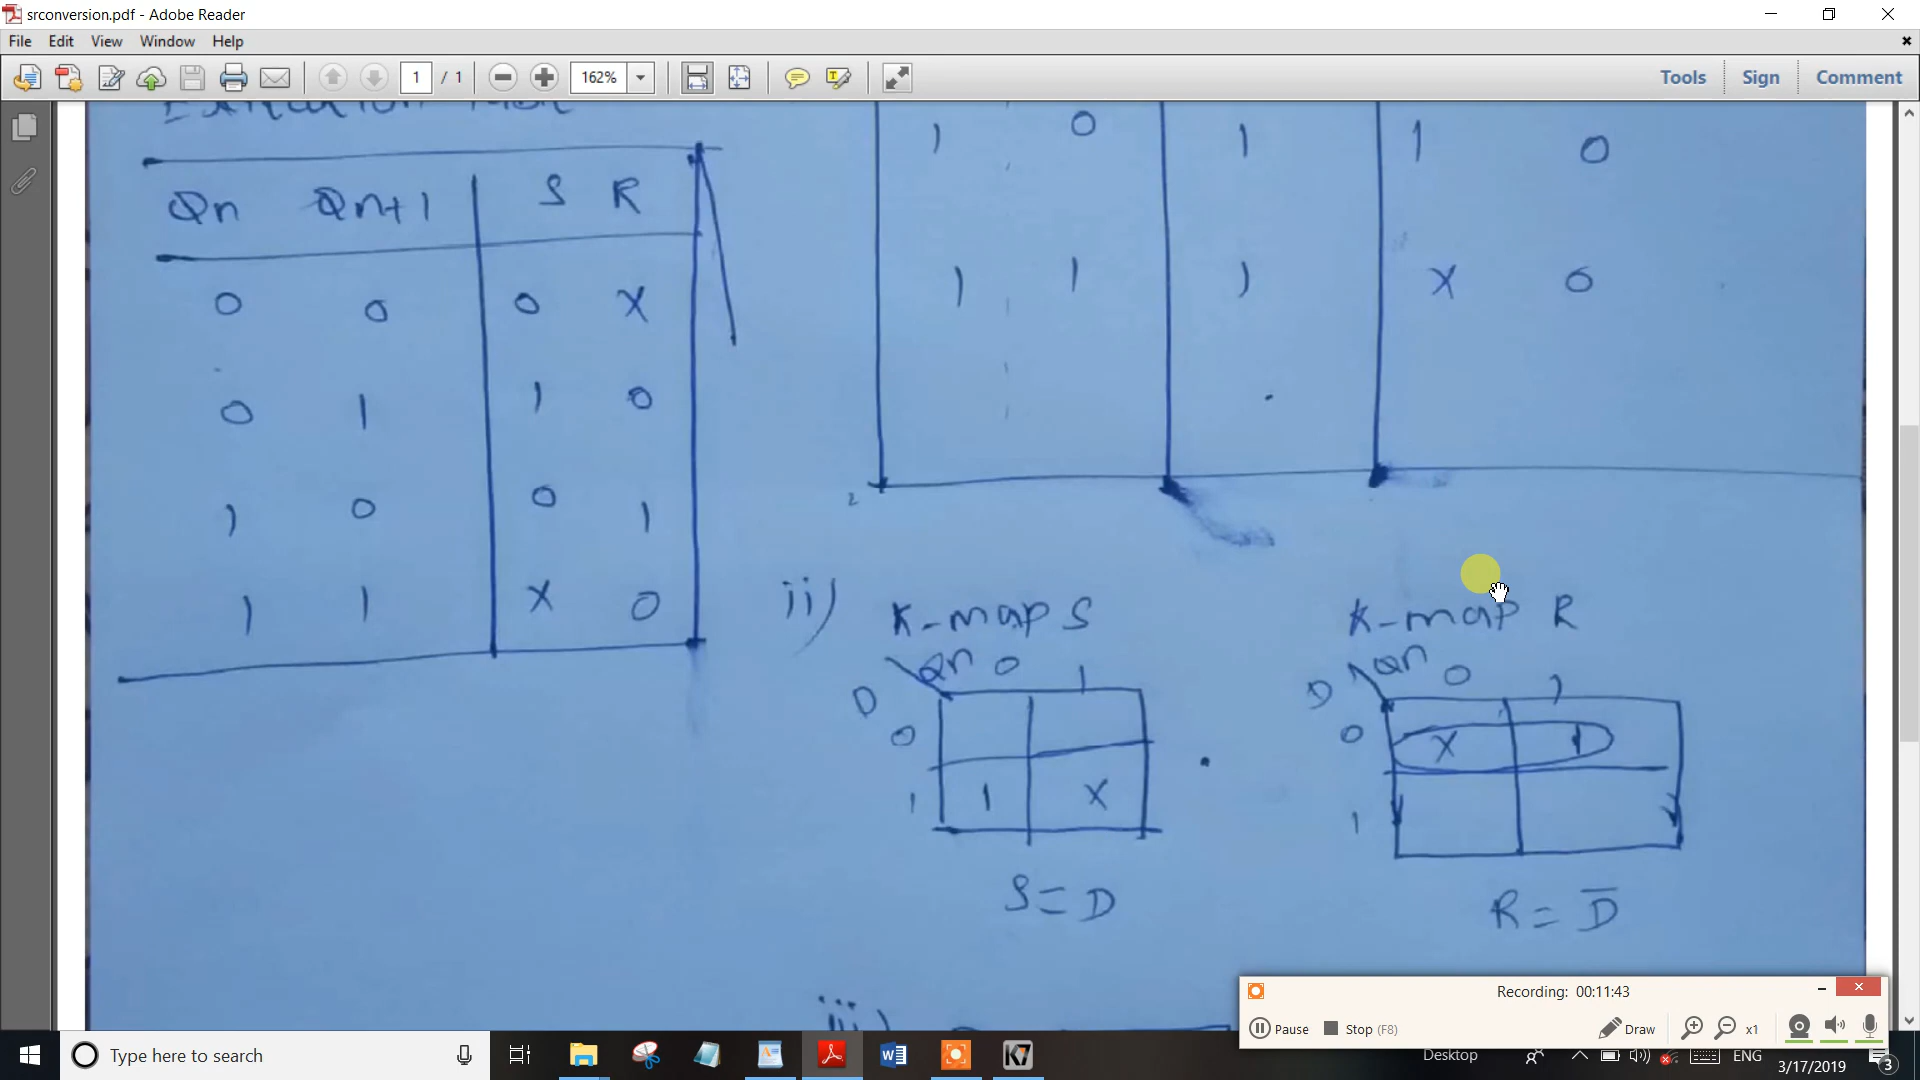 srconversion.pdf - Adobe Reader
File Edit View Window Help
1 / 1 162% Tools Sign Comment
Qn Qn+1 S R
0 0 0 X
0 1 1 0
1 0 0 1
1 1 X 0
1 0 1 1 0
1 1 1 X 0
ii) K-map S
Qn 0 1
D
0
1 1 X
S = D
K-map R
Qn 0 1
D
0 X 1
1
R = D̅
iii)
Recording: 00:11:43
Pause Stop (F8) Draw x1
Type here to search
Desktop ENG
3/17/2019 3